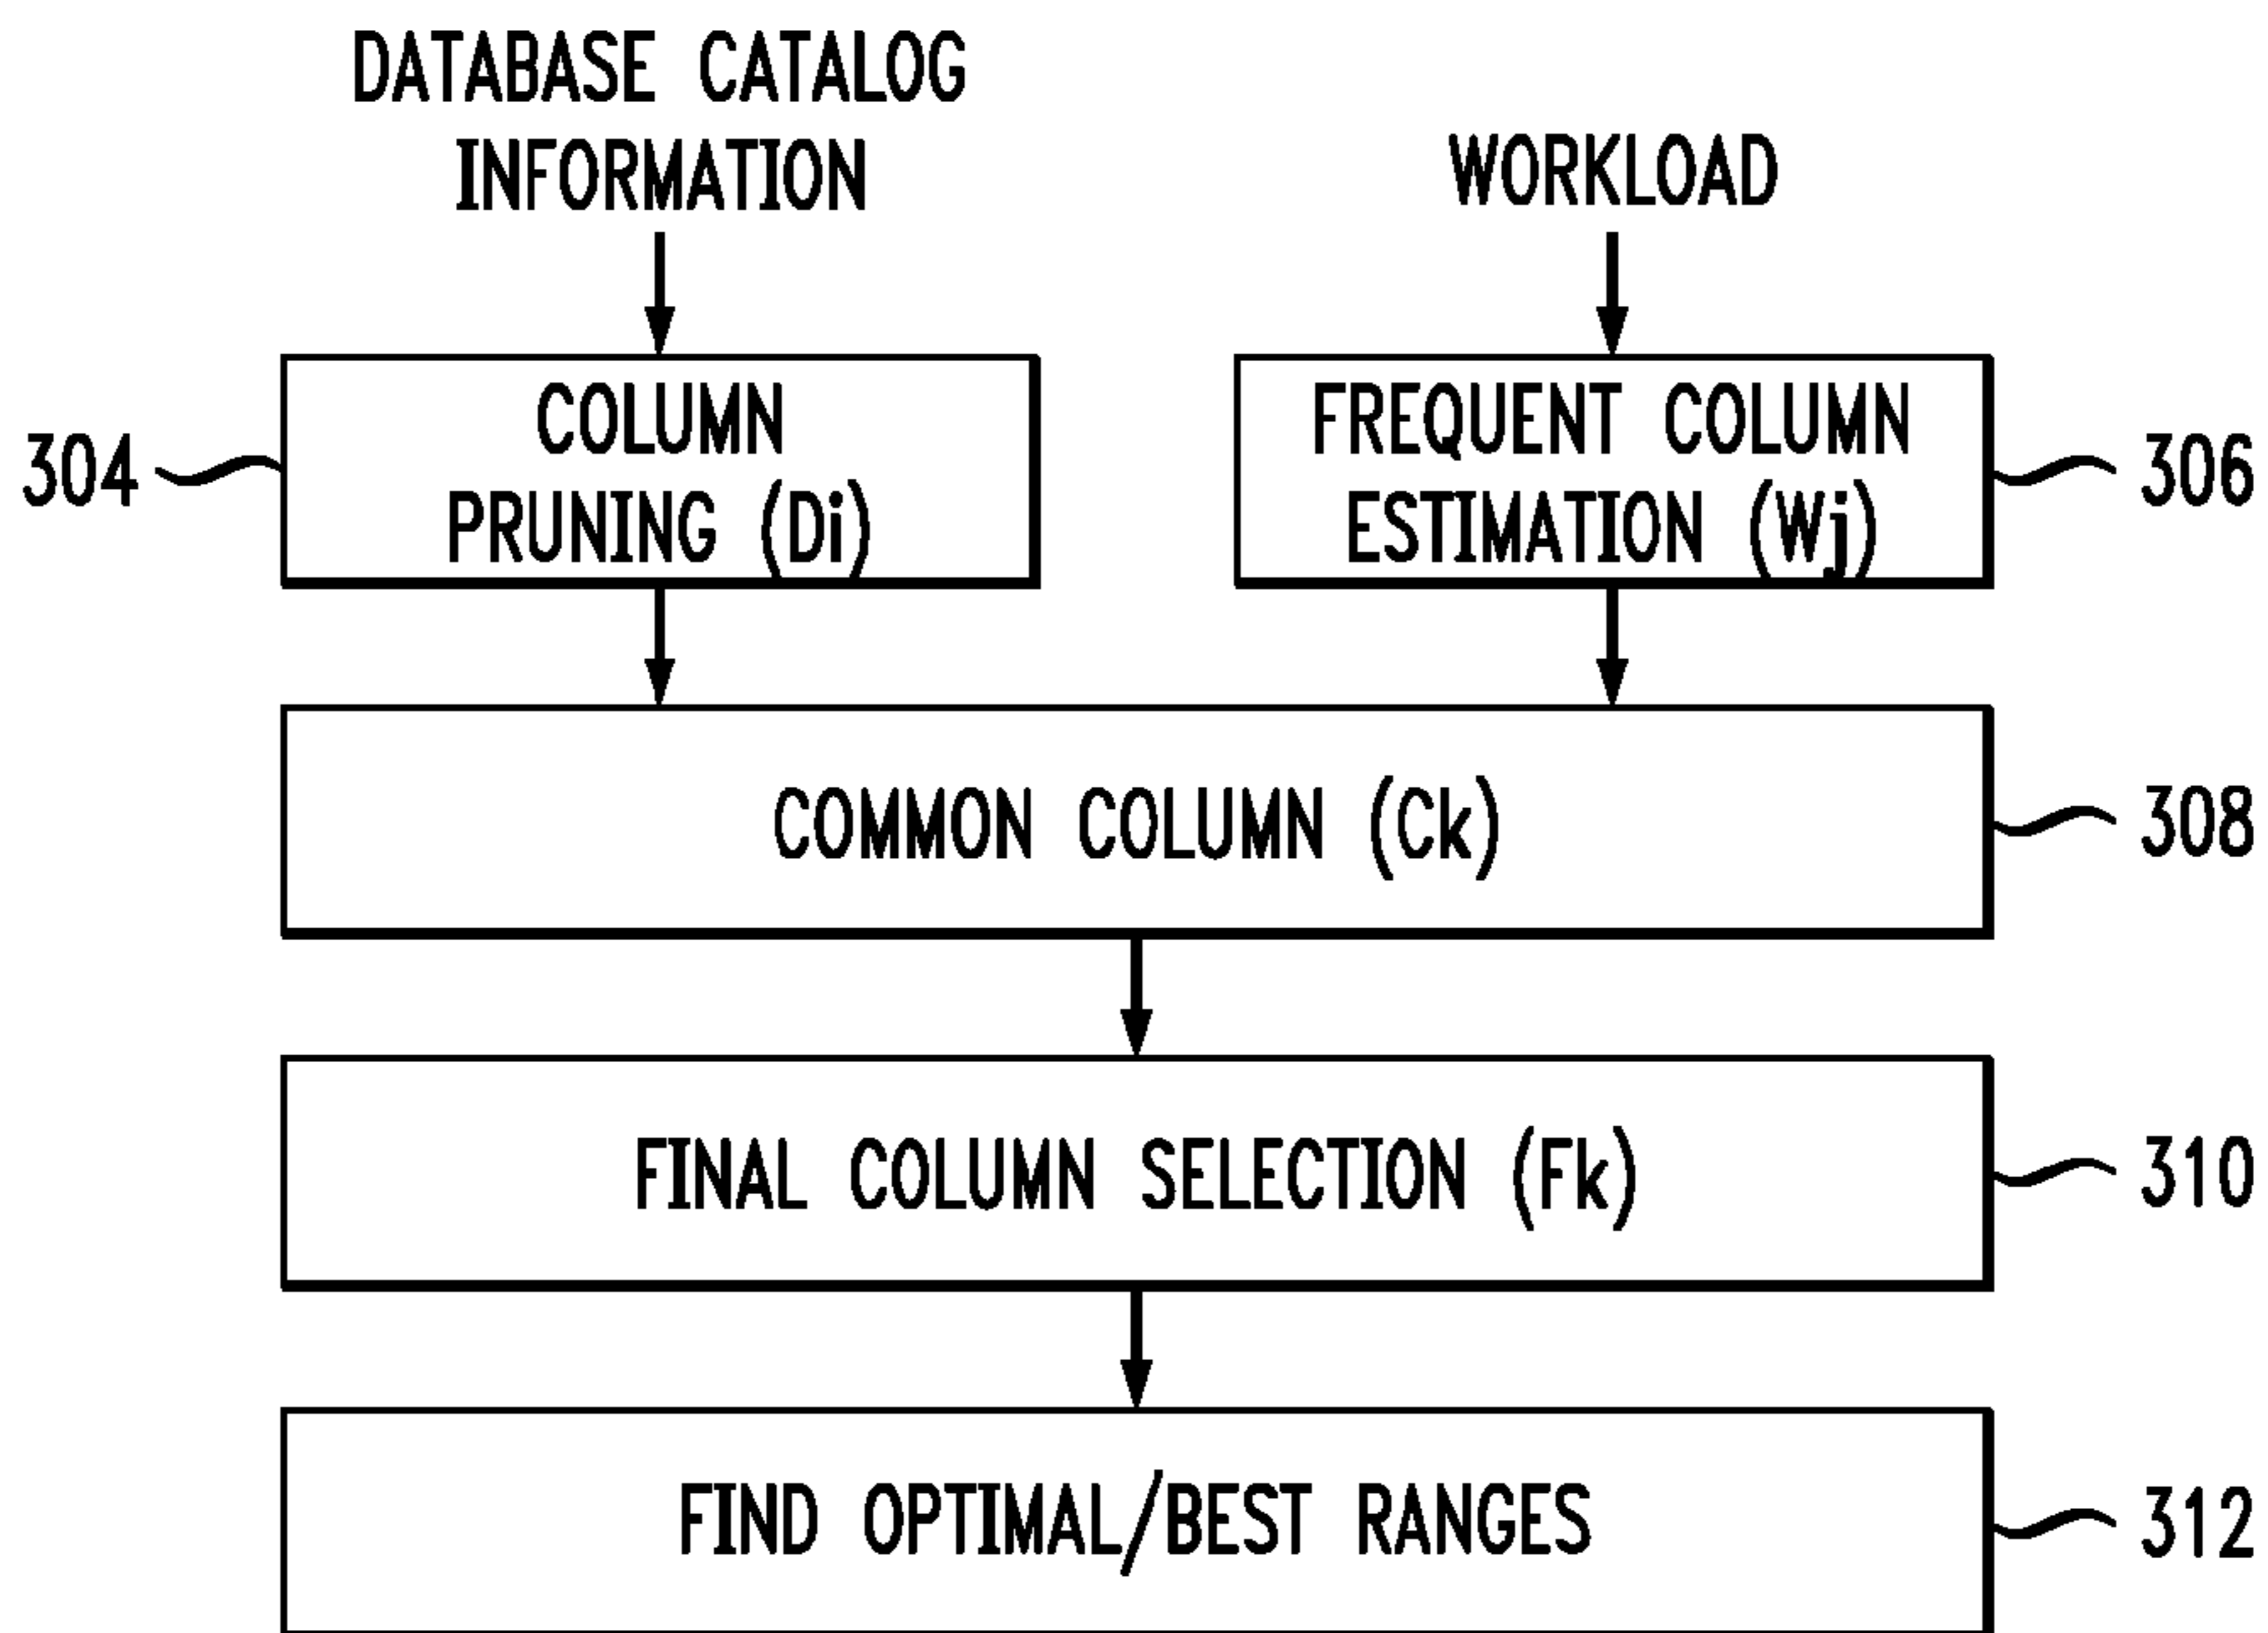 DATABASE CATALOG
INFORMATION
WORKLOAD
COLUMN
PRUNING (Di)
304
FREQUENT COLUMN
ESTIMATION (Wj)
306
COMMON COLUMN (Ck)
308
FINAL COLUMN SELECTION (Fk)
310
FIND OPTIMAL/BEST RANGES
312